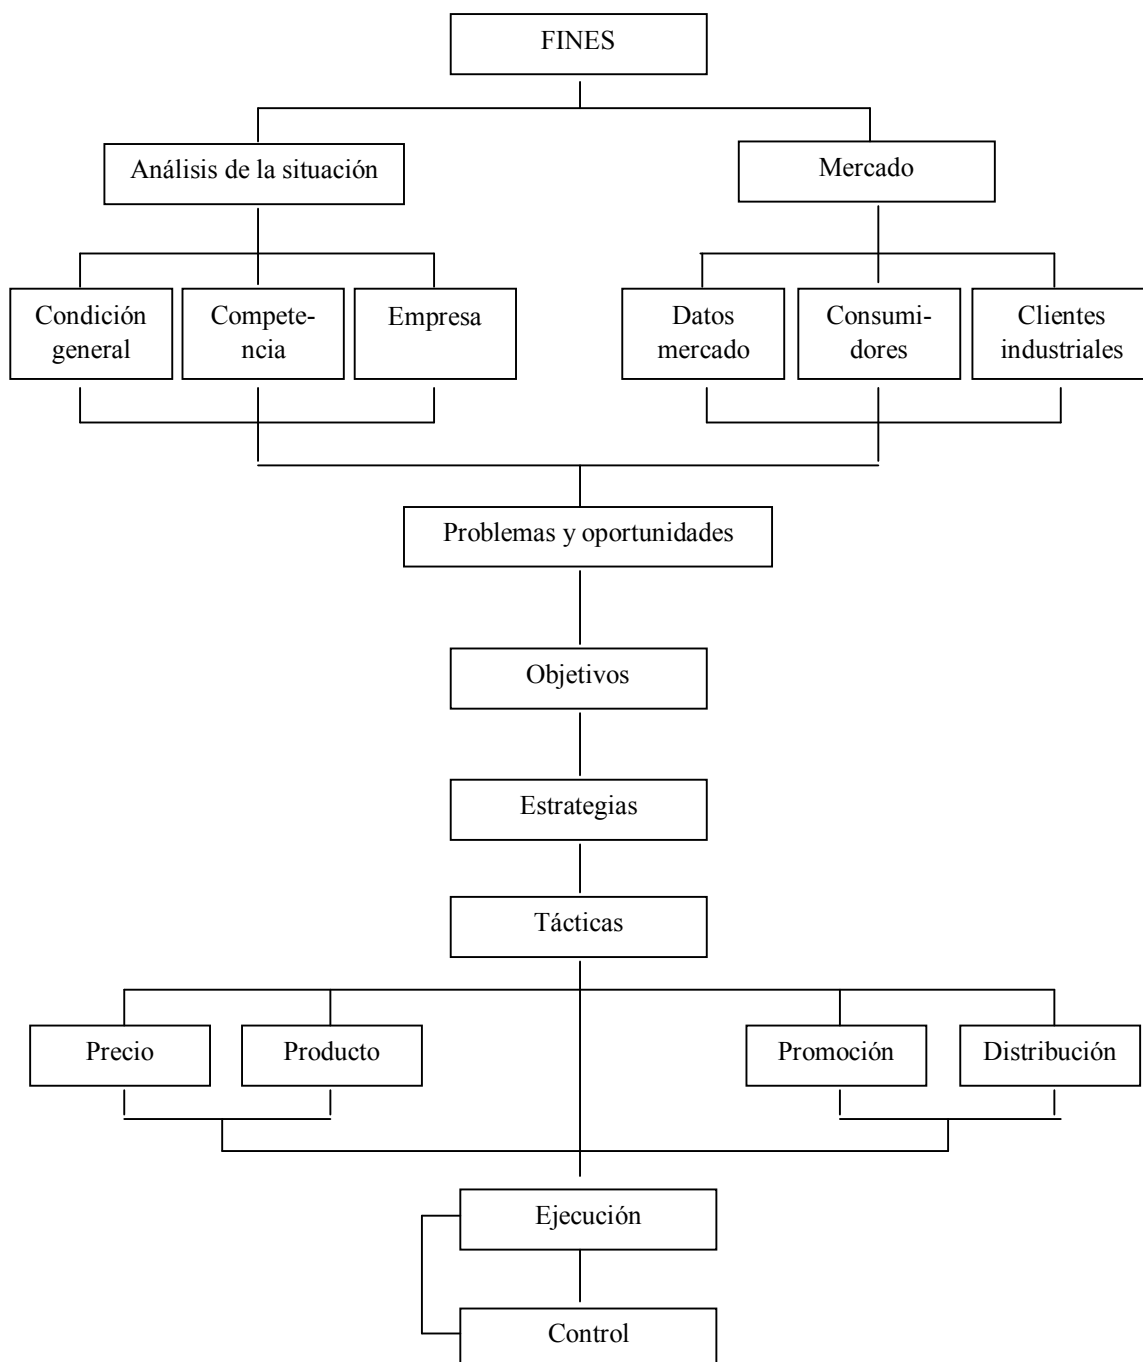 FINES
Análisis de la situación
Mercado
Condición
general
Compete-
ncia
Empresa
Datos
mercado
Consumi-
dores
Clientes
industriales
Problemas y oportunidades
Objetivos
Estrategias
Tácticas
Precio
Producto
Promoción
Distribución
Ejecución
Control